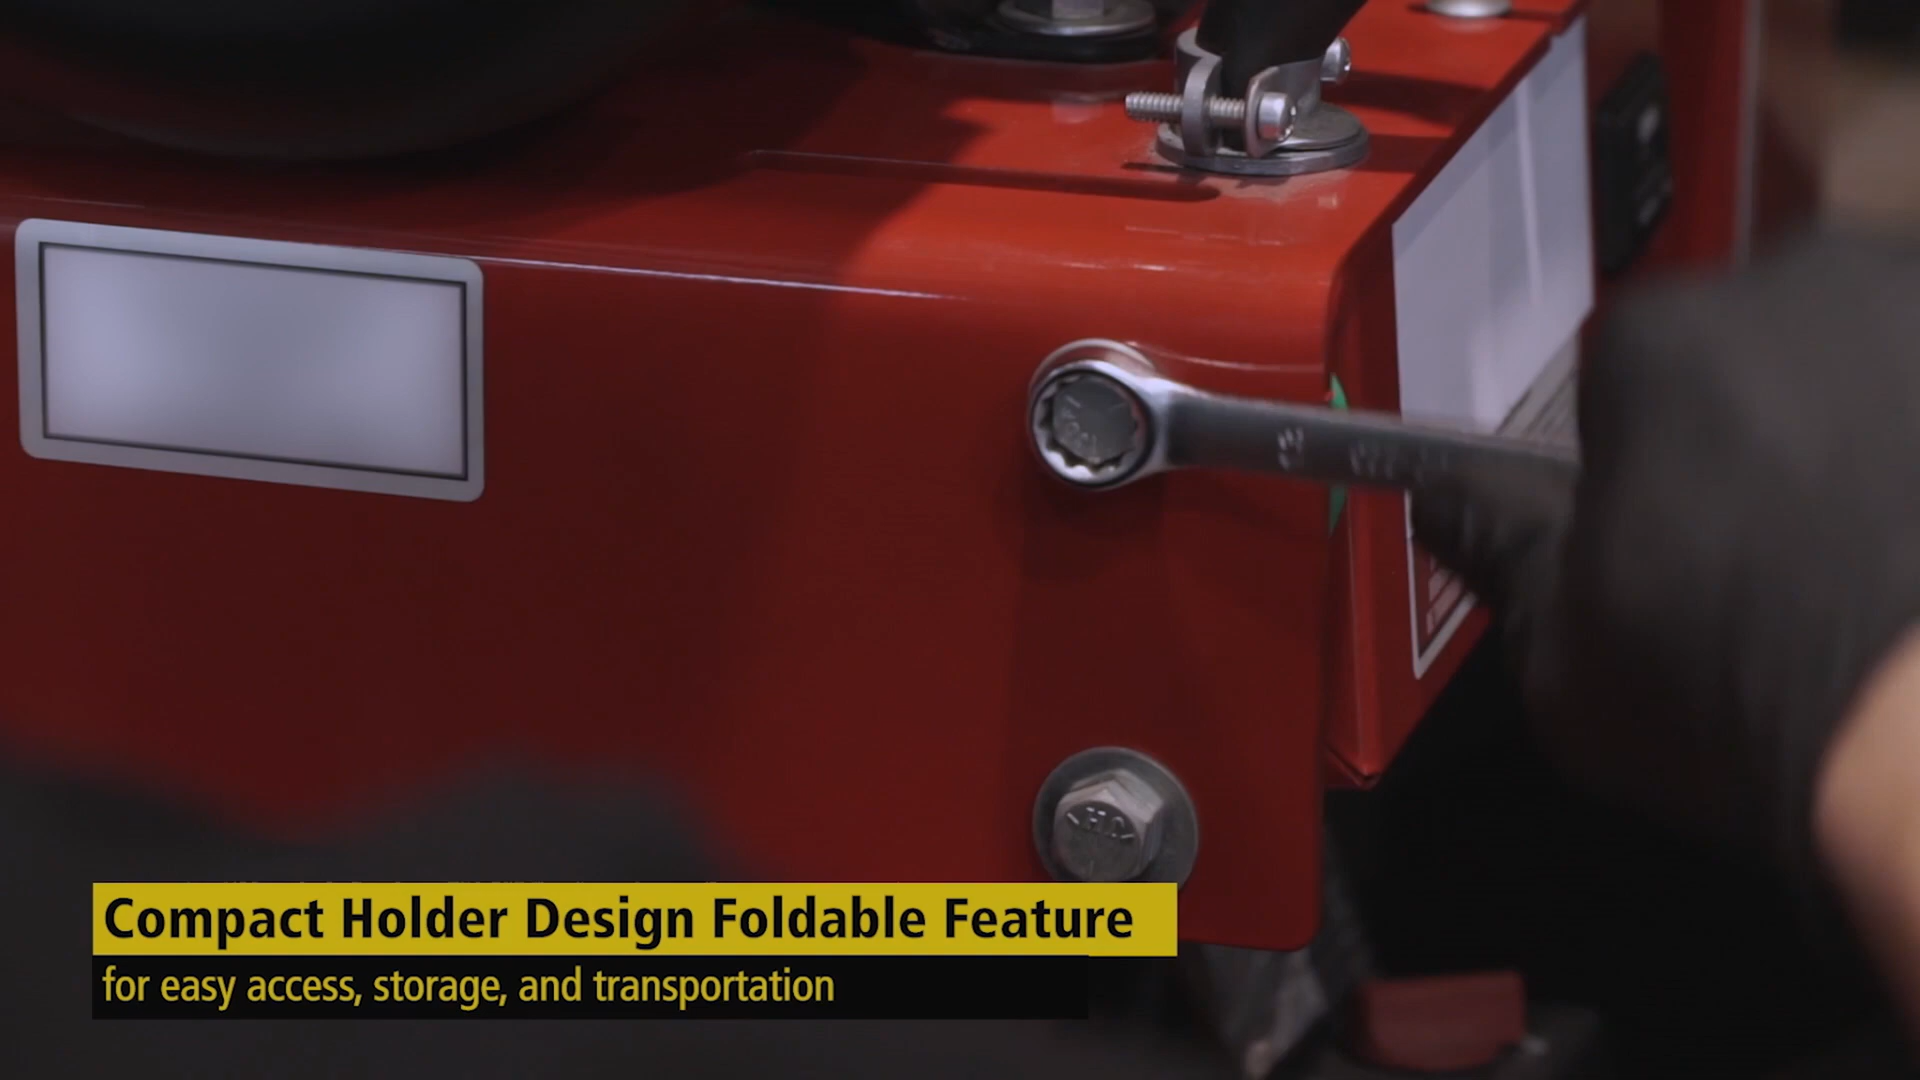 Compact Holder Design Foldable Feature
for easy access, storage, and transportation